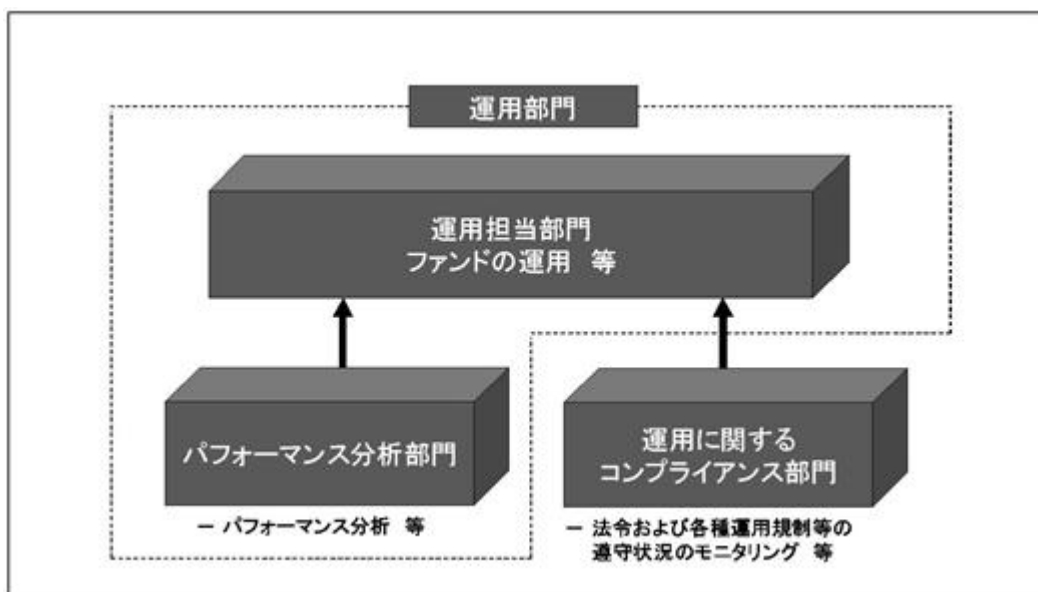 運用部門
運用担当部門
ファンドの運用 等
パフォーマンス分析部門
－ パフォーマンス分析 等
運用に関する
コンプライアンス部門
－ 法令および各種運用規制等の
遵守状況のモニタリング 等